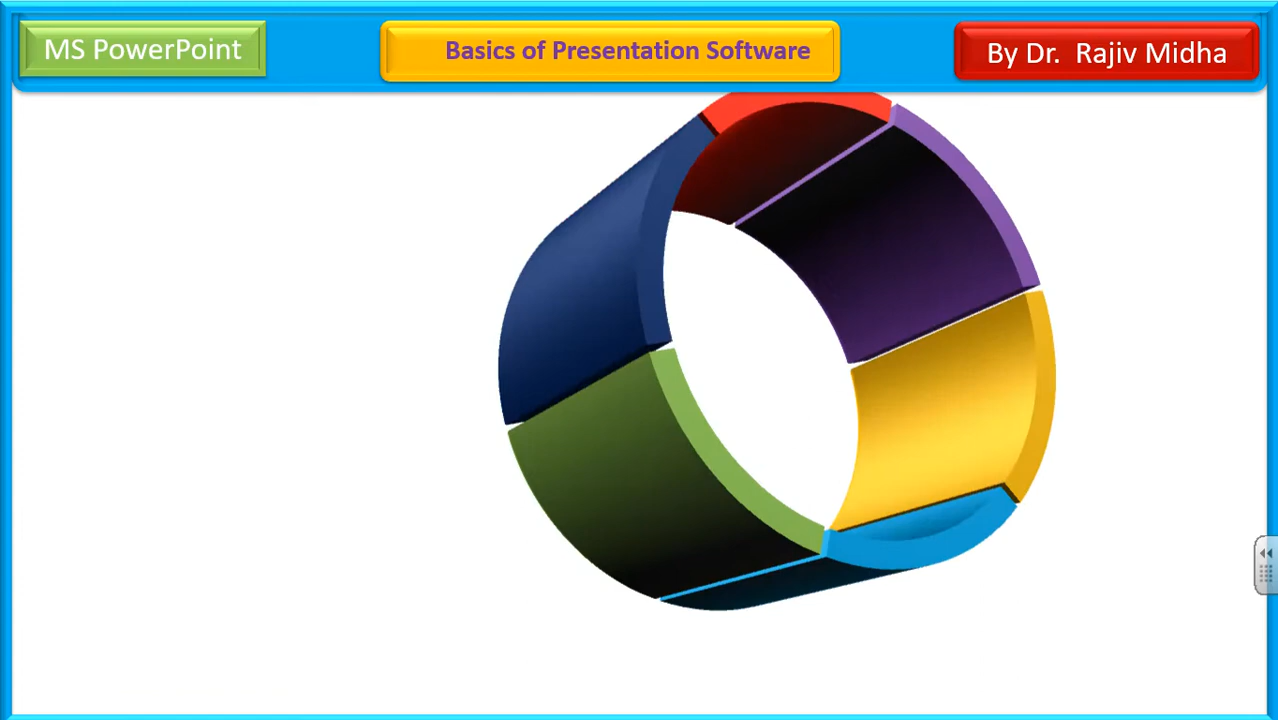 MS PowerPoint
Basics of Presentation Software
By Dr. Rajiv Midha